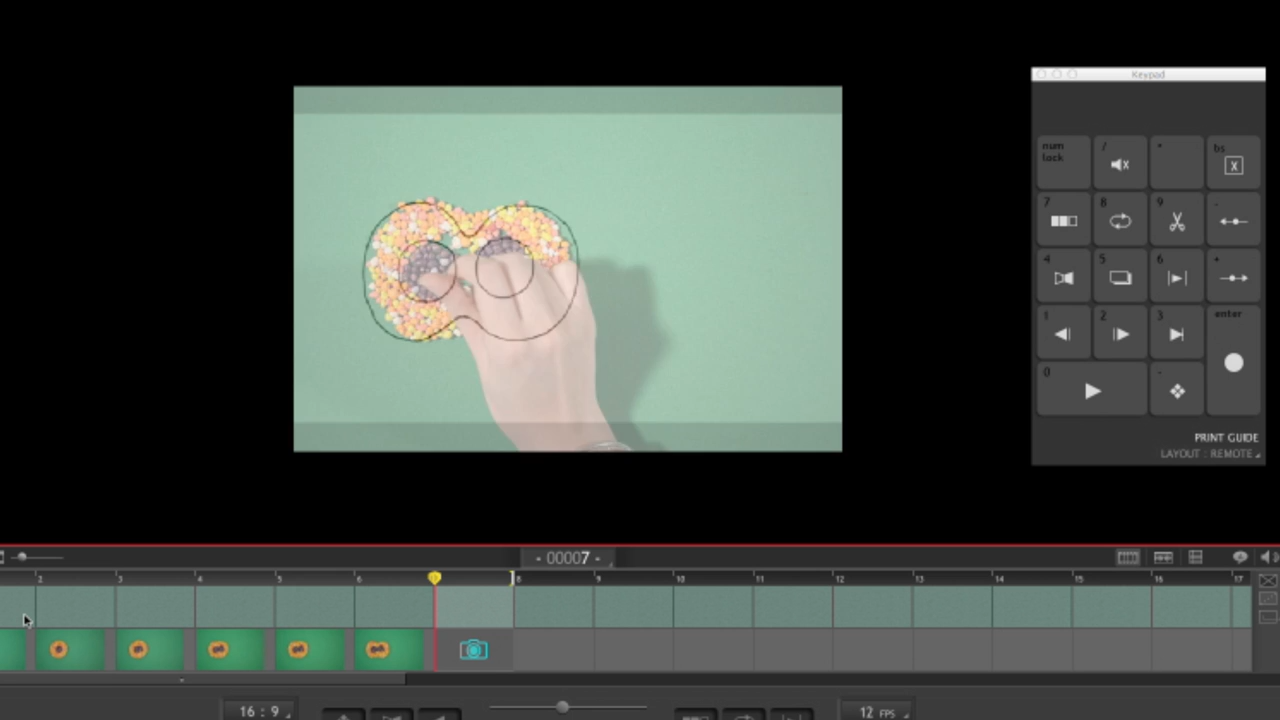 Keypad
num
lock
/
*
bs
X
7
8
9
-
4
5
6
+
1
2
3
enter
0
PRINT GUIDE
LAYOUT : REMOTE
- 00007 -
2 3 4 5 6 8 9 10 11 12 13 14 15 16 17
16 : 9
12 FPS